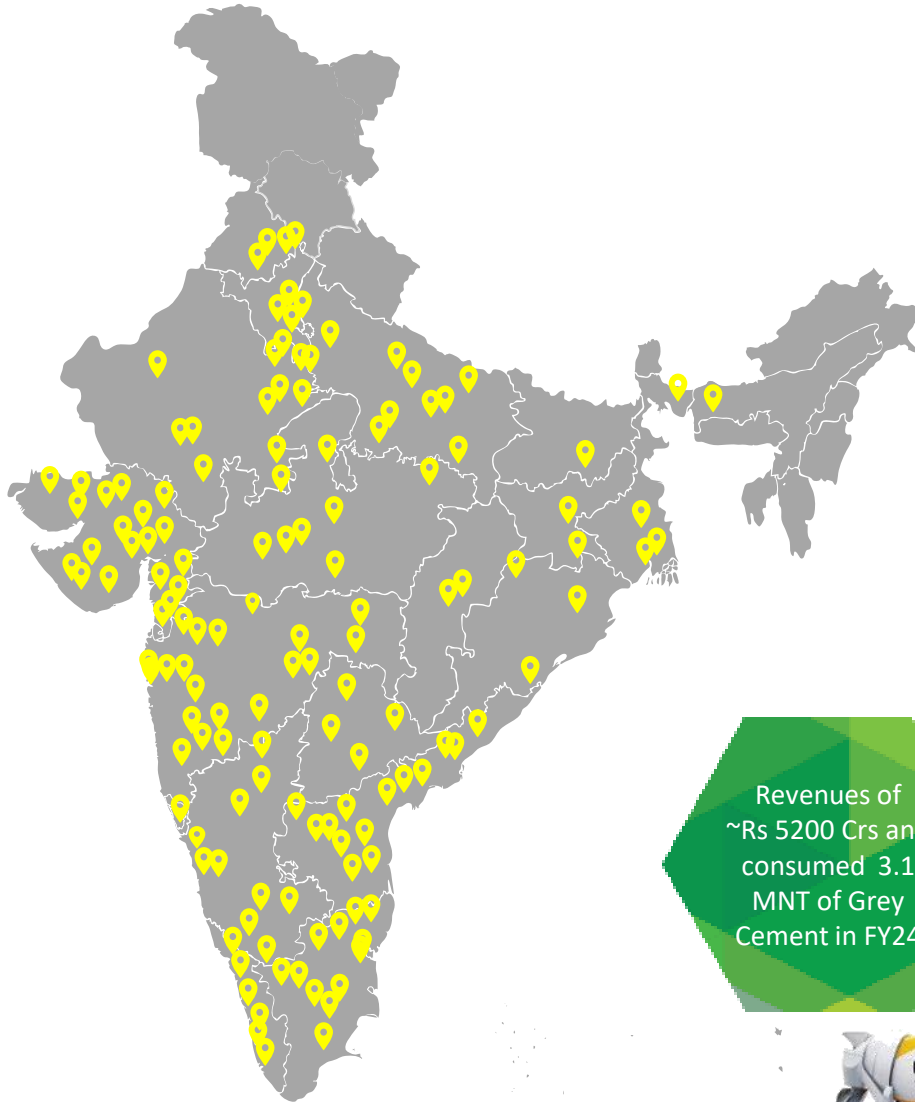 Revenues of
~Rs 5200 Crs an
consumed 3.1
MNT of Grey
Cement in FY24